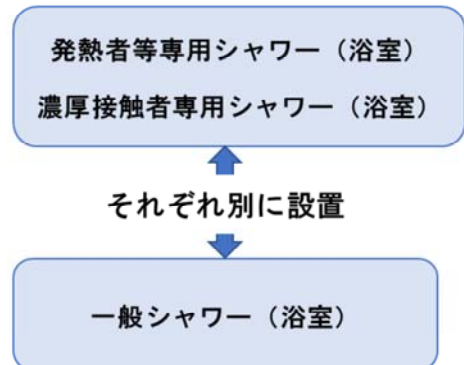 発熱者等専用シャワー（浴室）
濃厚接触者専用シャワー（浴室）
それぞれ別に設置
一般シャワー（浴室）